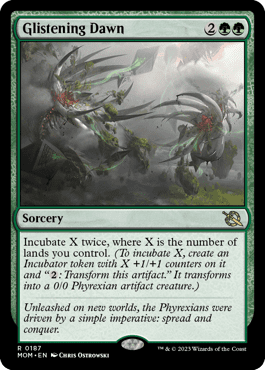 Glistening Dawn 2
Sorcery
Incubate X twice, where X is the number of
lands you control. (To incubate X, create an
Incubator token with X +1/+1 counters on it
and “2: Transform this artifact.” It transforms
into a 0/0 Phyrexian artifact creature.)
Unleashed on new worlds, the Phyrexians were
driven by a simple imperative: spread and
conquer.
R 0187
MOM • EN Chris Ostrowski ™ & © 2023 Wizards of the Coast